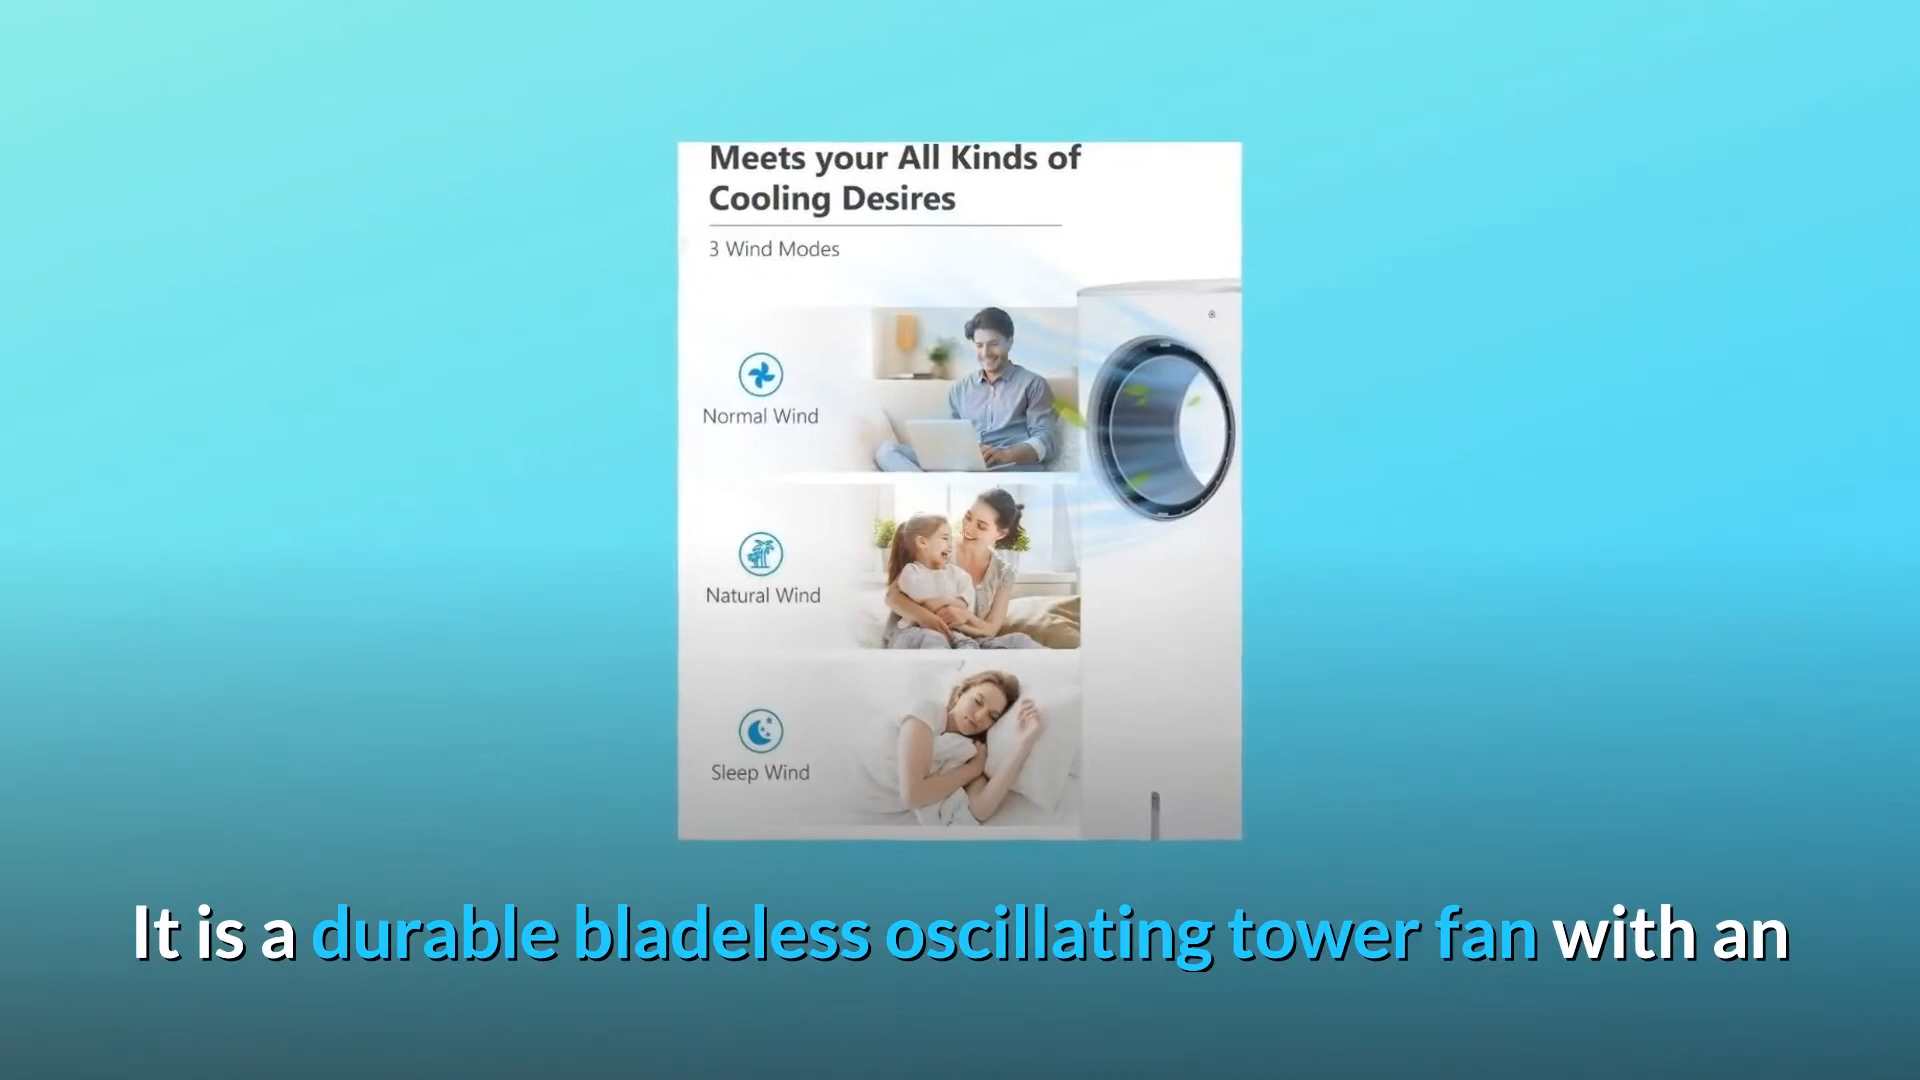 Meets your All Kinds of
Cooling Desires
3 Wind Modes
Normal Wind
Natural Wind
Sleep Wind
It is a durable bladeless oscillating tower fan with an